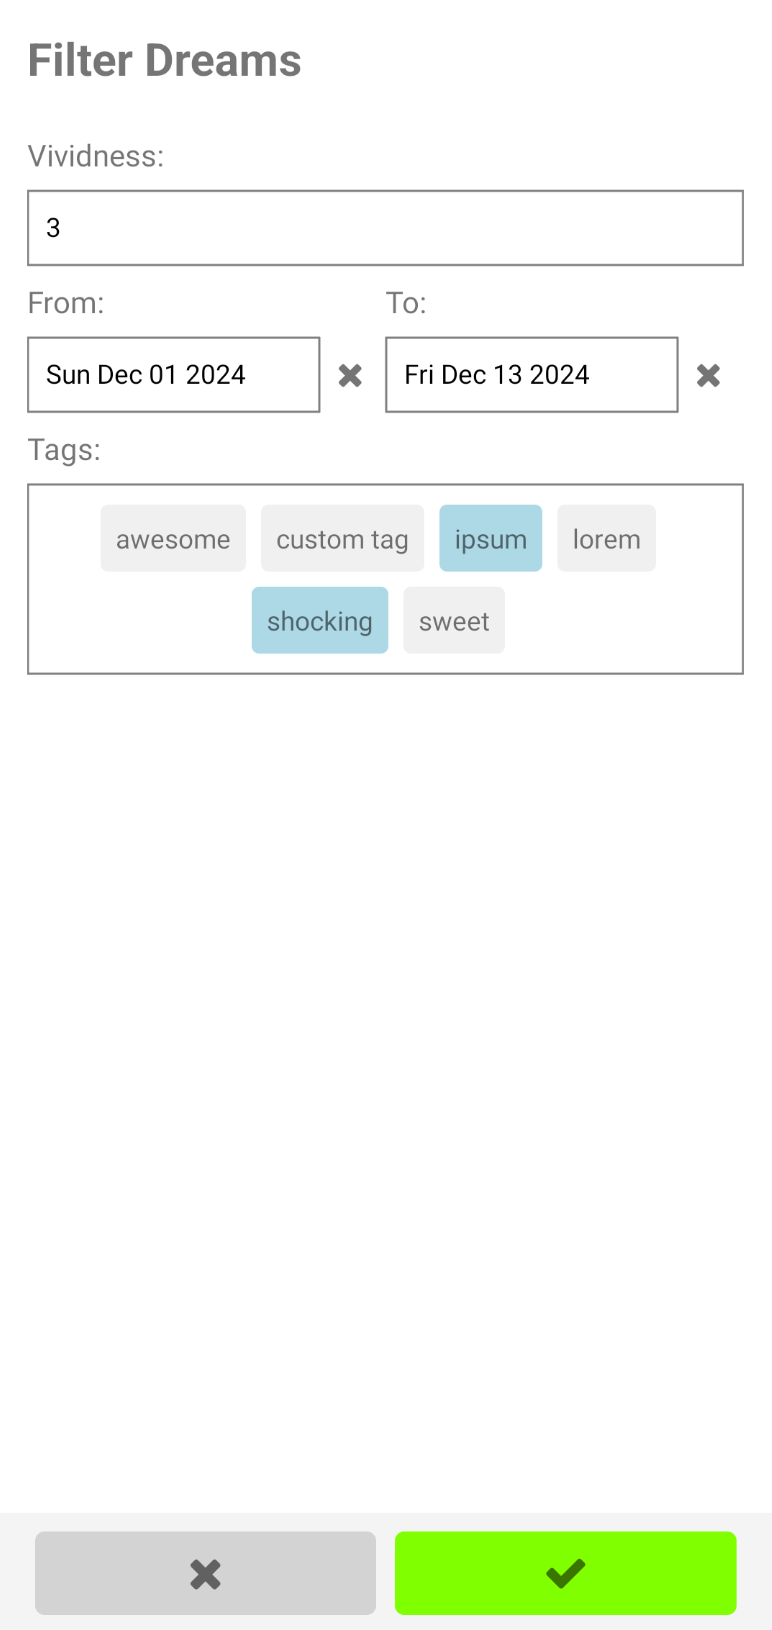 Filter Dreams
Vividness:
3
From: To:
Sun Dec 01 2024 Fri Dec 13 2024
Tags:
awesome custom tag ipsum lorem
shocking sweet